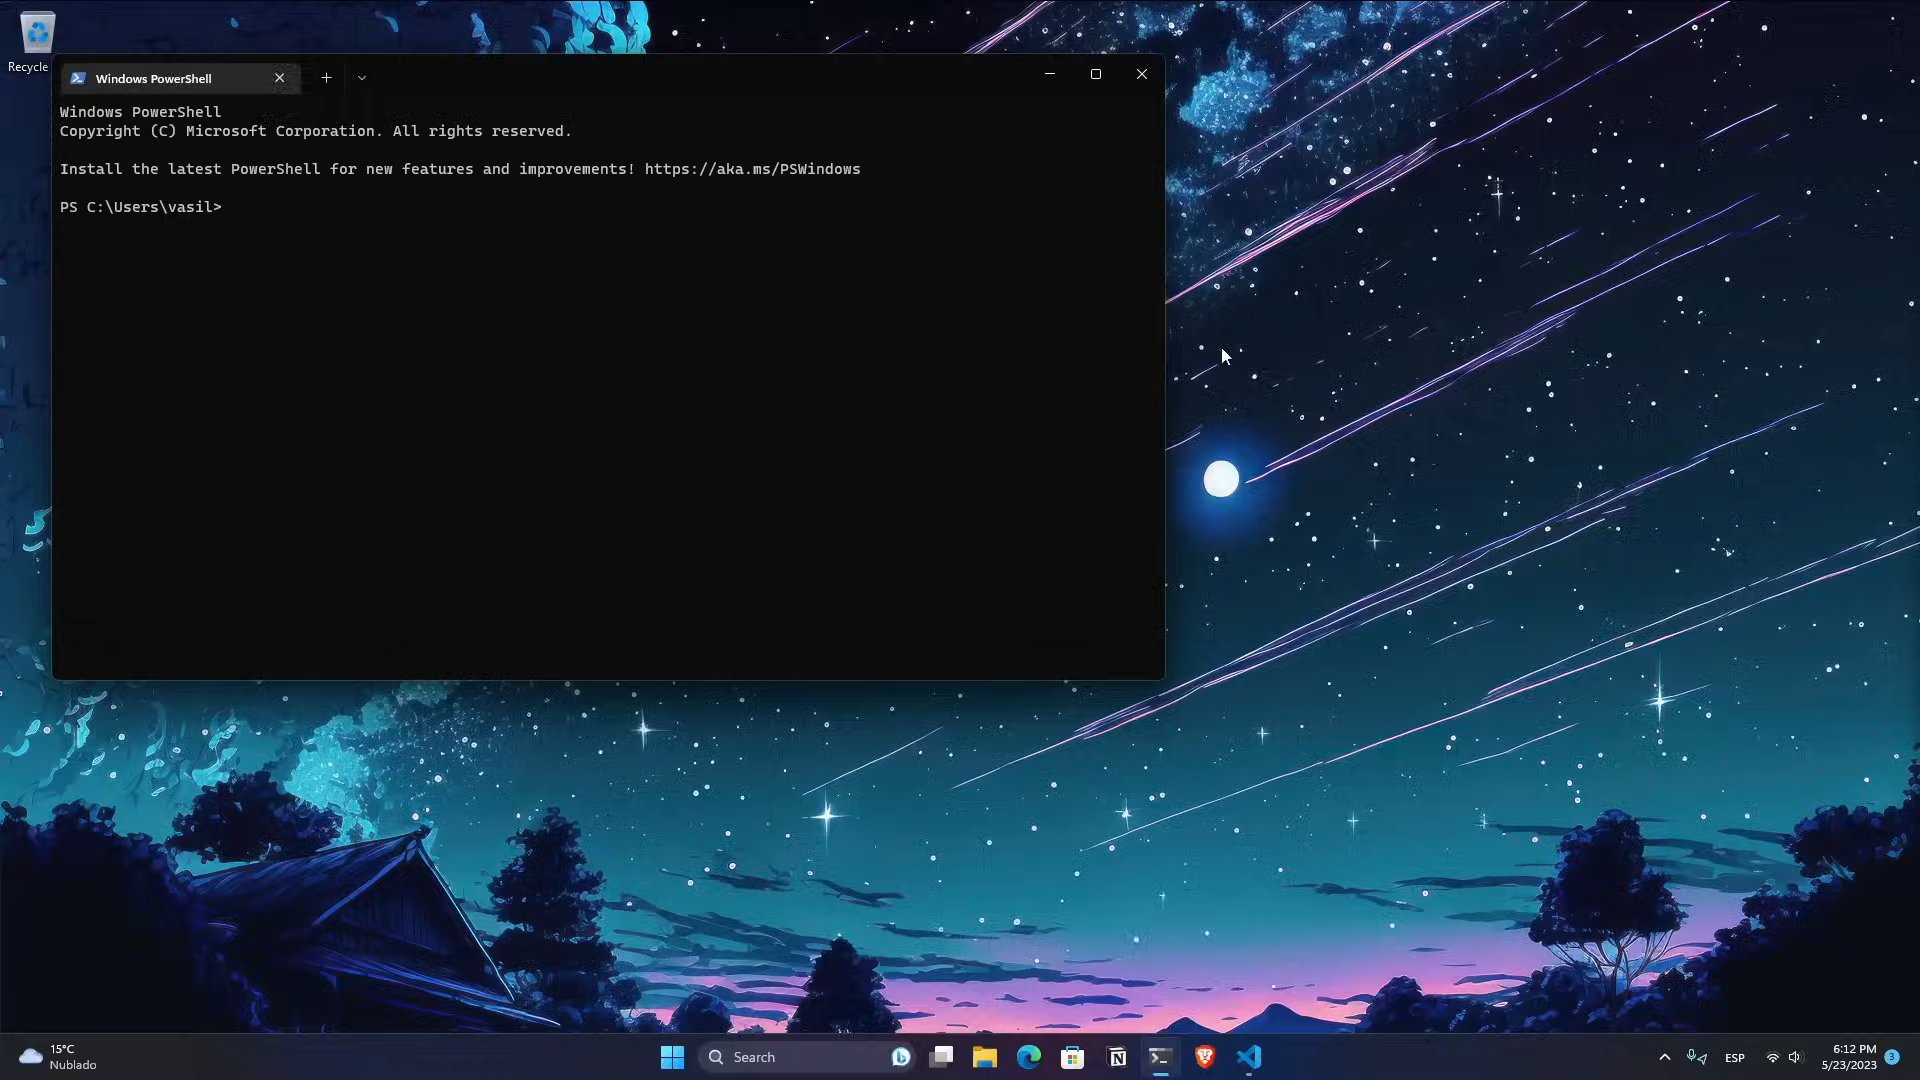 Recycle
Windows PowerShell
Windows PowerShell
Copyright (C) Microsoft Corporation. All rights reserved.
Install the latest PowerShell for new features and improvements! https://aka.ms/PSWindows
PS C:\Users\vasil>
15°C
Nublado
Search
ESP
6:12 PM
5/23/2023
3